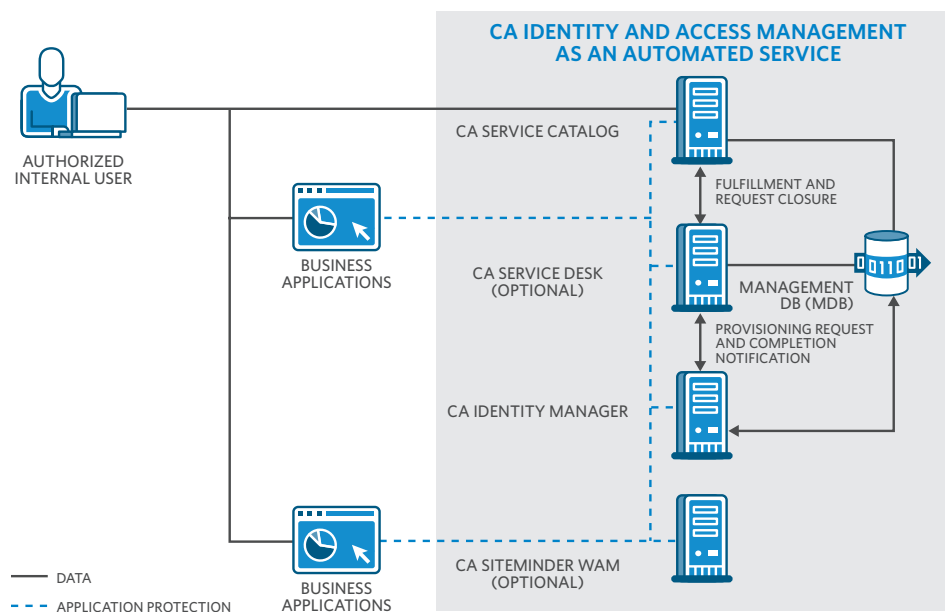 CA IDENTITY AND ACCESS MANAGEMENT
AS AN AUTOMATED SERVICE
AUTHORIZED
INTERNAL USER
CA SERVICE CATALOG
FULFILLMENT AND
REQUEST CLOSURE
BUSINESS
APPLICATIONS
CA SERVICE DESK
(OPTIONAL)
MANAGEMENT
DB (MDB)
0 0110 01
PROVISIONING REQUEST
AND COMPLETION
NOTIFICATION
CA IDENTITY MANAGER
CA SITEMINDER WAM
(OPTIONAL)
BUSINESS
APPLICATIONS
DATA
APPLICATION PROTECTION